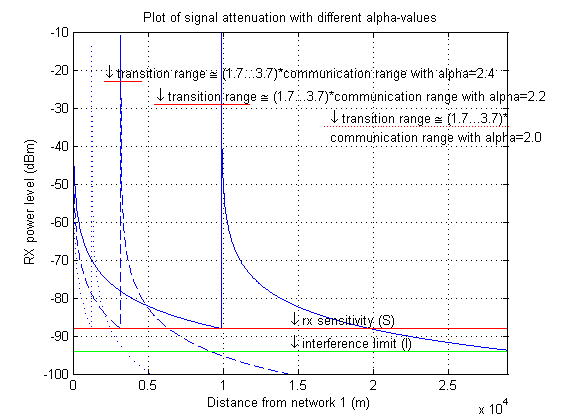 Plot of signal attenuation with different alpha-values
-10
-20
-30
-40
-50
-60
-70
-80
-90
-100
RX power level (dBm)
↓ transition range ≅ (1.7...3.7)*communication range with alpha=2.4
↓ transition range ≅ (1.7...3.7)*communication range with alpha=2.2
↓ transition range ≅ (1.7...3.7)*
communication range with alpha=2.0
↓ rx sensitivity (S)
↓ interference limit (I)
0 0.5 1 1.5 2 2.5
x 10⁴
Distance from network 1 (m)